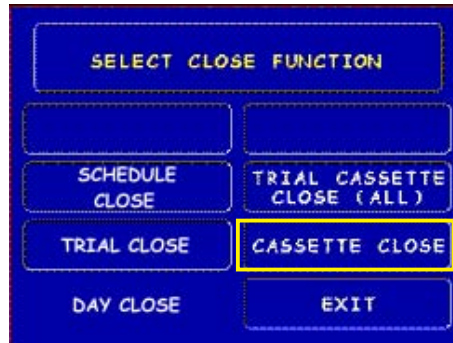 SELECT CLOSE FUNCTION
SCHEDULE
CLOSE
TRIAL CASSETTE
CLOSE (ALL)
TRIAL CLOSE
CASSETTE CLOSE
DAY CLOSE
EXIT